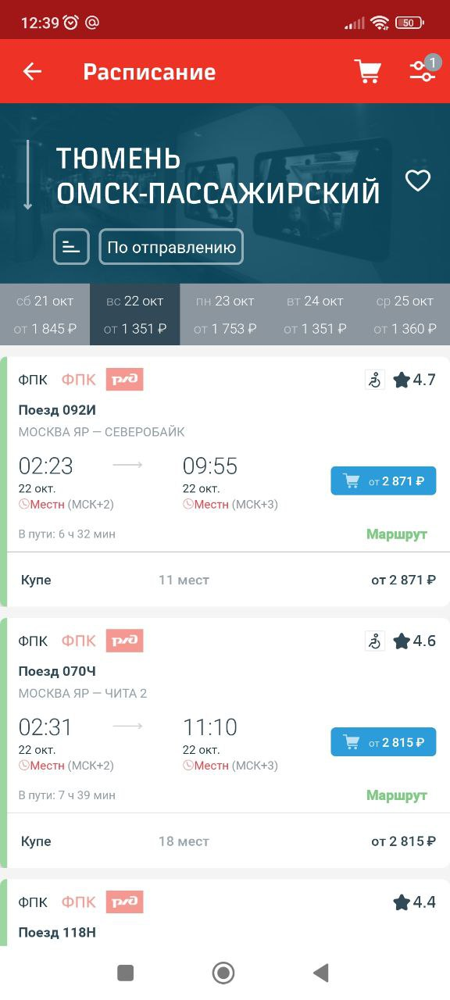 12:39 50
Расписание 1
ТЮМЕНЬ
ОМСК-ПАССАЖИРСКИЙ
По отправлению
сб 21 окт вс 22 окт пн 23 окт вт 24 окт ср 25 окт
от 1 845 ₽ от 1 351 ₽ от 1 753 ₽ от 1 351 ₽ от 1 360 ₽
ФПК ФПК РЖД 4.7
Поезд 092И
МОСКВА ЯР — СЕВЕРОБАЙК
02:23 09:55
от 2 871 ₽
22 окт. 22 окт.
Местн (МСК+2) Местн (МСК+3)
В пути: 6 ч 32 мин Маршрут
Купе 11 мест от 2 871 ₽
ФПК ФПК РЖД 4.6
Поезд 070Ч
МОСКВА ЯР — ЧИТА 2
02:31 11:10
от 2 815 ₽
22 окт. 22 окт.
Местн (МСК+2) Местн (МСК+3)
В пути: 7 ч 39 мин Маршрут
Купе 18 мест от 2 815 ₽
ФПК ФПК РЖД 4.4
Поезд 118Н